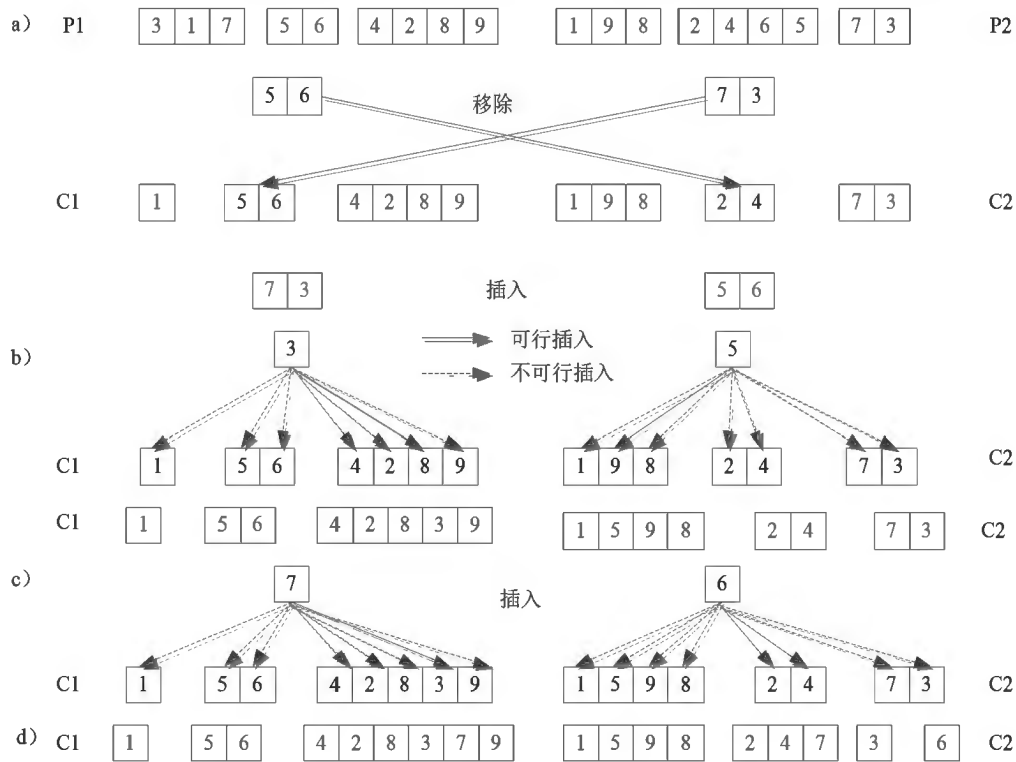 a) P1 3 1 7 5 6 4 2 8 9 1 9 8 2 4 6 5 7 3 P2
5 6 移除 7 3
C1 1 5 6 4 2 8 9 1 9 8 2 4 7 3 C2
7 3 插入 5 6
可行插入
b) 3 不可行插入 5
C1 1 5 6 4 2 8 9 1 9 8 2 4 7 3 C2
C1 1 5 6 4 2 8 3 9 1 5 9 8 2 4 7 3 C2
c) 7 插入 6
C1 1 5 6 4 2 8 3 9 1 5 9 8 2 4 7 3 C2
d) C1 1 5 6 4 2 8 3 7 9 1 5 9 8 2 4 7 3 6 C2